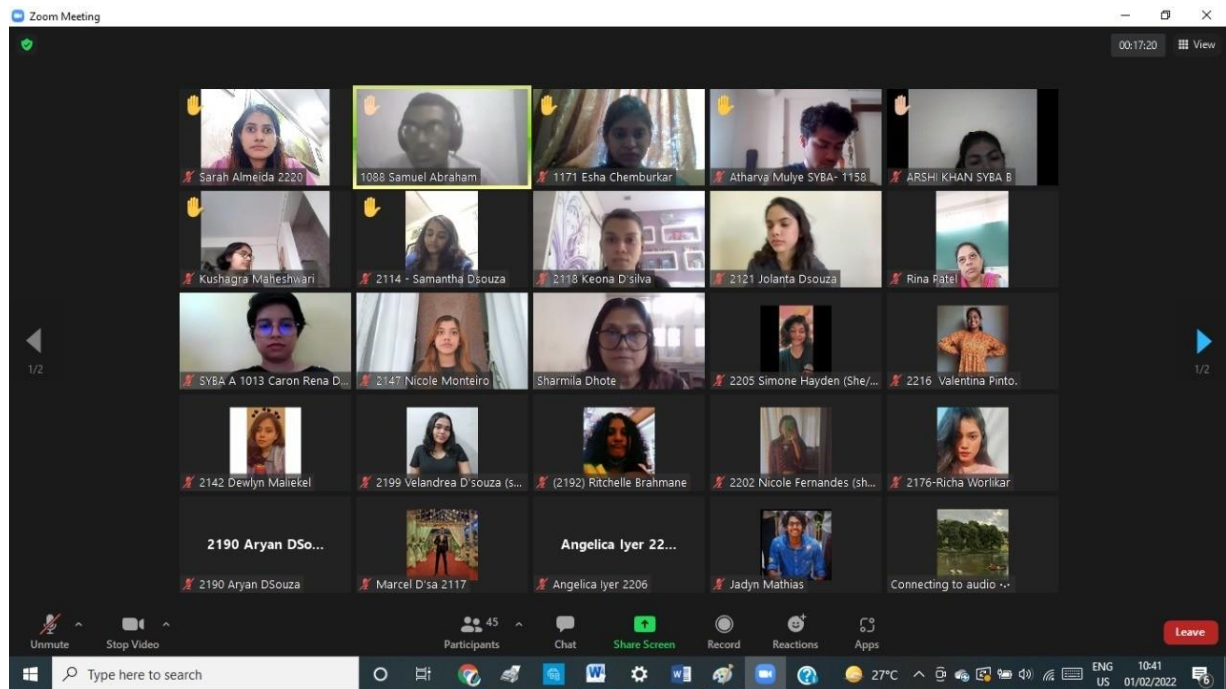 Zoom Meeting
00:17:20
View
Sarah Almeida 2220
1088 Samuel Abraham
1171 Esha Chemburkar
Atharva Mulye SYBA- 1158
ARSHI KHAN SYBA B
Kushagra Maheshwari
2114 - Samantha Dsouza
2118 Keona D'silva
2121 Jolanta Dsouza
Rina Patel
SYBA A 1013 Caron Rena D...
2147 Nicole Monteiro
Sharmila Dhote
2205 Simone Hayden (She/...
2216 Valentina Pinto.
1/2
1/2
2142 Dewlyn Maliekel
2199 Velandrea D'souza (s...
(2192) Ritchelle Brahmane
2202 Nicole Fernandes (sh...
2176-Richa Worlikar
2190 Aryan DSo...
Angelica Iyer 22...
2190 Aryan DSouza
Marcel D'sa 2117
Angelica Iyer 2206
Jadyn Mathias
Connecting to audio ··
Unmute
Stop Video
45
Participants
Chat
Share Screen
Record
Reactions
Apps
Leave
Type here to search
27°C
ENG
US
10:41
01/02/2022
6